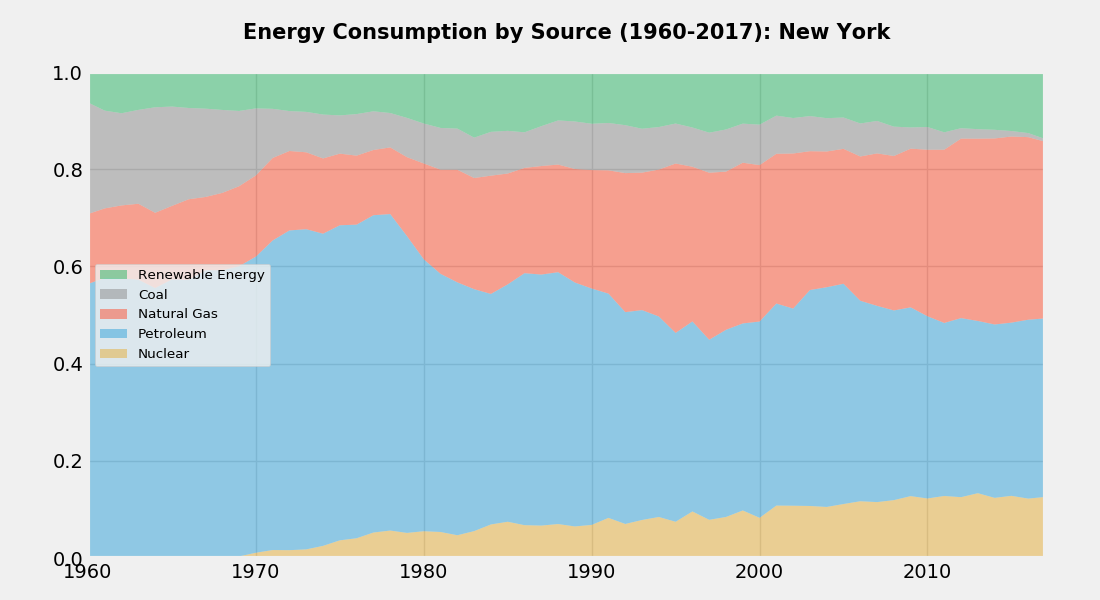 Energy Consumption by Source (1960-2017): New York
1.0
0.8
0.6
0.4
0.2
0.0
Renewable Energy
Coal
Natural Gas
Petroleum
Nuclear
1960 1970 1980 1990 2000 2010